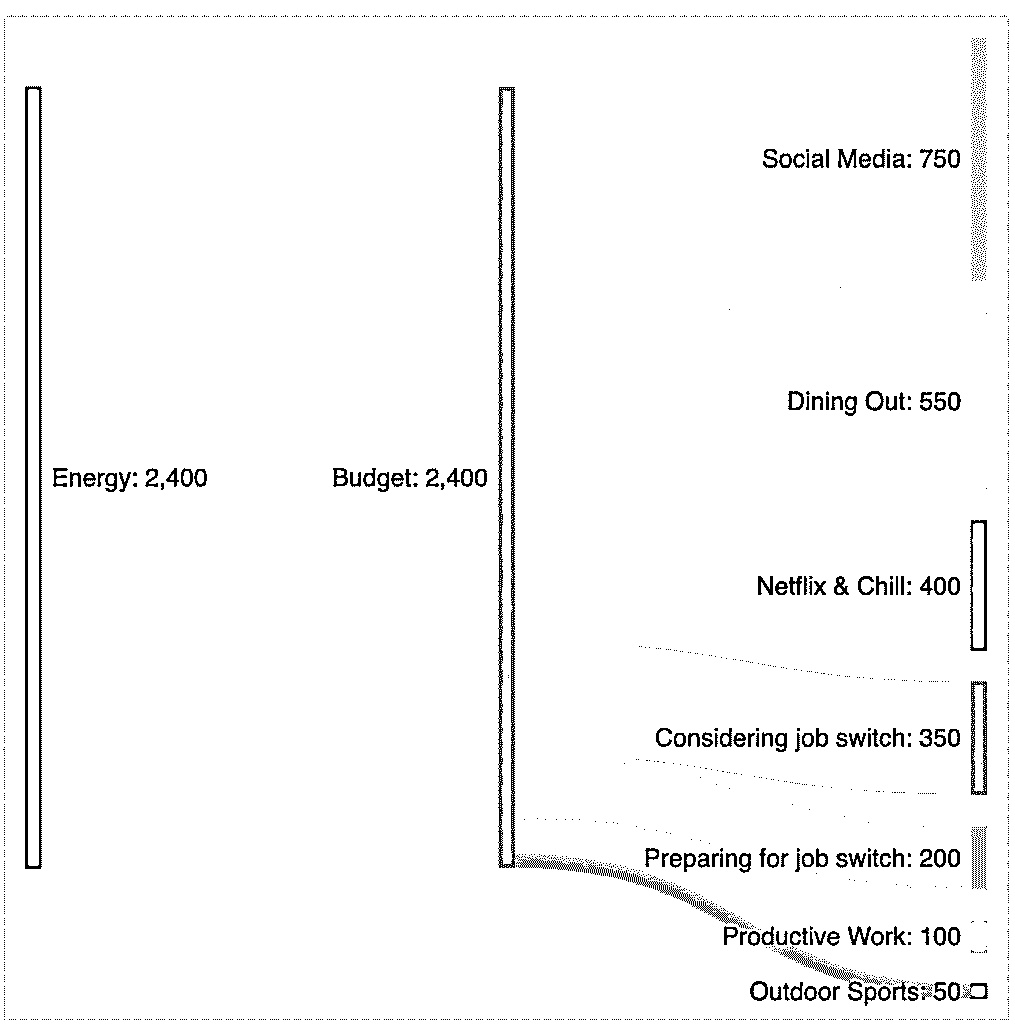 Social Media: 750
Dining Out: 550
Energy: 2,400
Budget: 2,400
Netflix & Chill: 400
Considering job switch: 350
Preparing for job switch: 200
Productive Work: 100
Outdoor Sports: 50